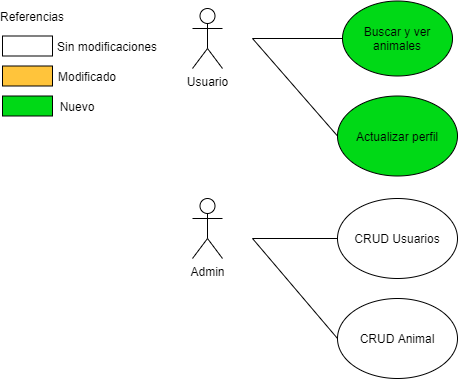 Referencias
Sin modificaciones
Modificado
Nuevo
Usuario
Buscar y ver
animales
Actualizar perfil
Admin
CRUD Usuarios
CRUD Animal